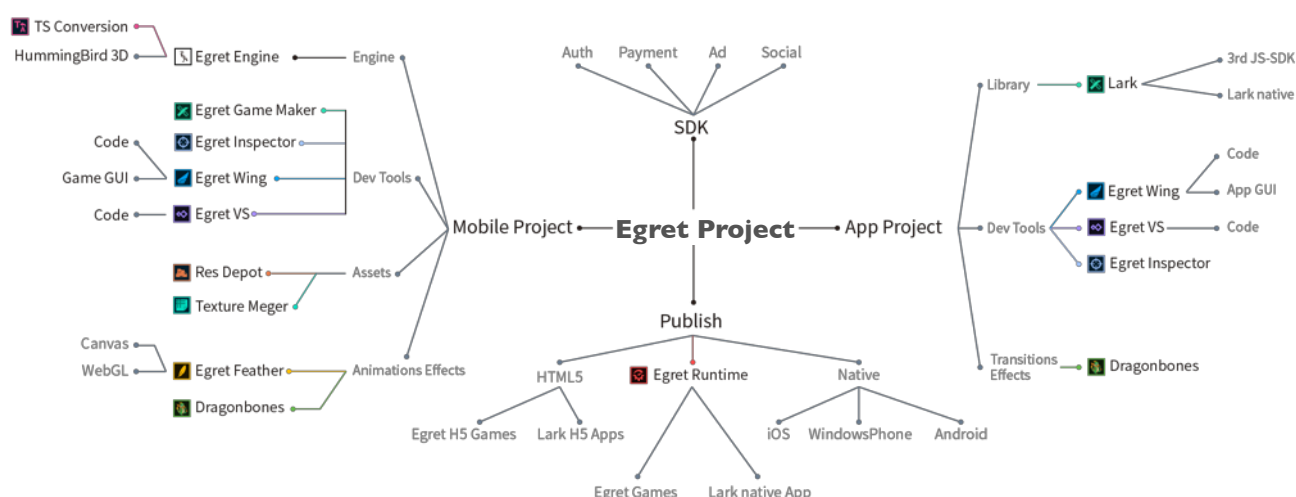 TS Conversion
HummingBird 3D
Egret Engine
Engine
Egret Game Maker
Egret Inspector
Code
Game GUI
Egret Wing
Dev Tools
Code
Egret VS
Mobile Project
Res Depot
Assets
Texture Meger
Canvas
WebGL
Egret Feather
Animations Effects
Dragonbones
Auth
Payment
Ad
Social
SDK
Egret Project
Publish
HTML5
Egret Runtime
Native
Egret H5 Games
Lark H5 Apps
iOS
WindowsPhone
Android
Egret Games
Lark native App
App Project
Library
Lark
3rd JS-SDK
Lark native
Dev Tools
Egret Wing
Code
App GUI
Egret VS
Code
Egret Inspector
Transitions
Effects
Dragonbones